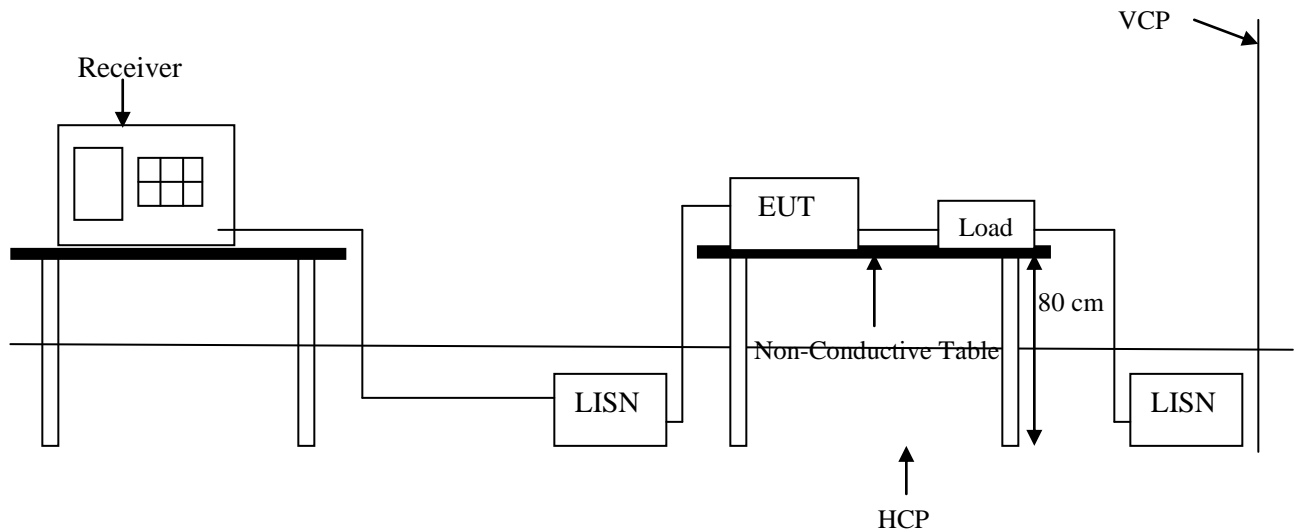 VCP
Receiver
EUT
Load
80 cm
Non-Conductive Table
LISN
LISN
HCP